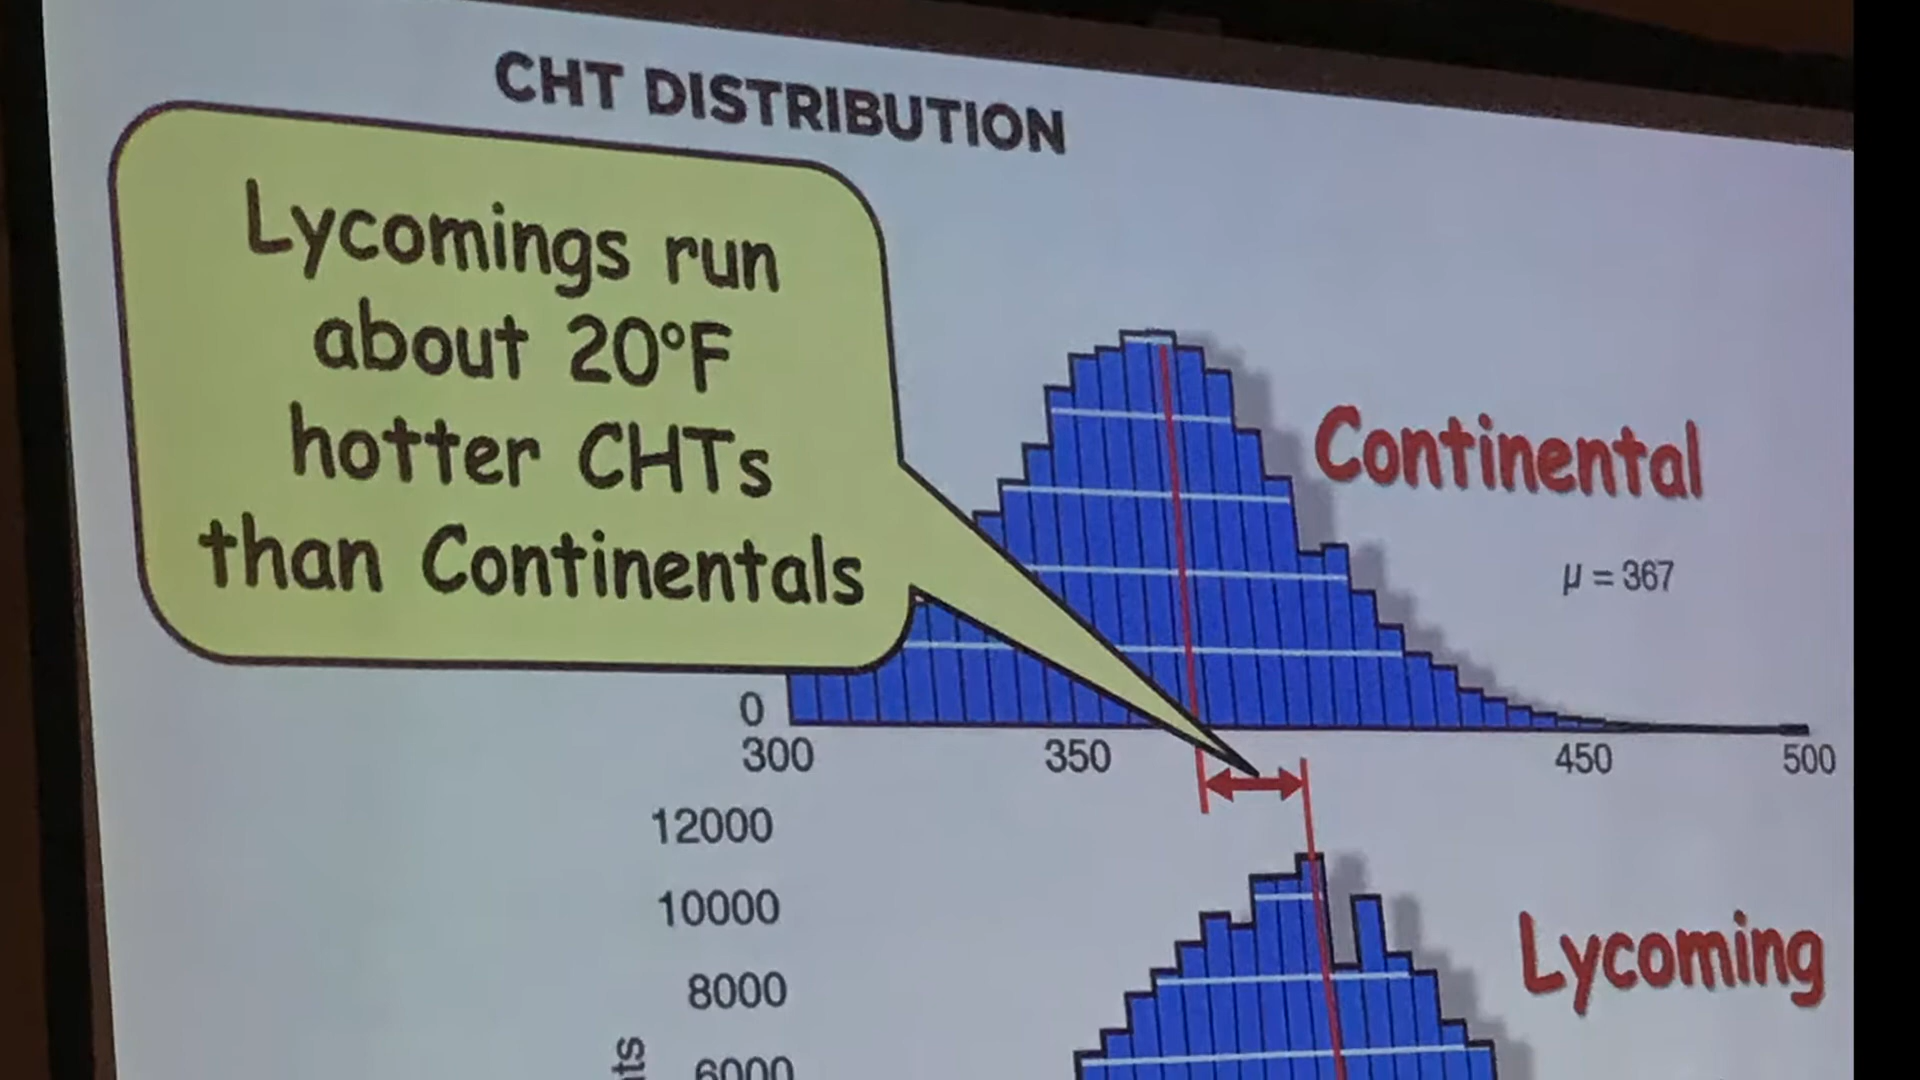 CHT DISTRIBUTION
Lycomings run
about 20°F
hotter CHTs
than Continentals
Continental
μ = 367
0
300 350 450 500
12000
10000
Lycoming
8000
6000